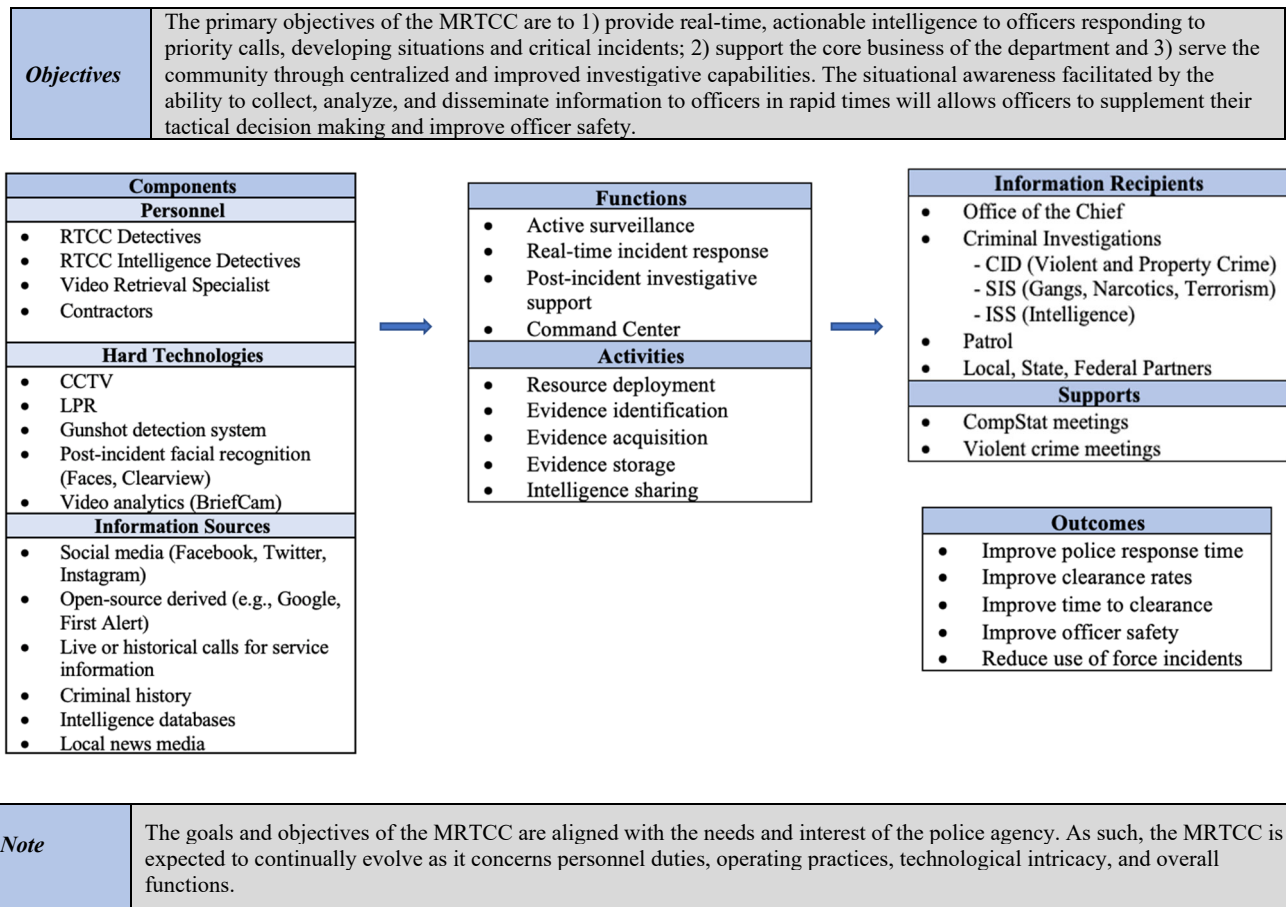 Objectives
The primary objectives of the MRTCC are to 1) provide real-time, actionable intelligence to officers responding to
priority calls, developing situations and critical incidents; 2) support the core business of the department and 3) serve the
community through centralized and improved investigative capabilities. The situational awareness facilitated by the
ability to collect, analyze, and disseminate information to officers in rapid times will allows officers to supplement their
tactical decision making and improve officer safety.
Components
Personnel
• RTCC Detectives
• RTCC Intelligence Detectives
• Video Retrieval Specialist
• Contractors
Hard Technologies
• CCTV
• LPR
• Gunshot detection system
• Post-incident facial recognition
(Faces, Clearview)
• Video analytics (BriefCam)
Information Sources
• Social media (Facebook, Twitter,
Instagram)
• Open-source derived (e.g., Google,
First Alert)
• Live or historical calls for service
information
• Criminal history
• Intelligence databases
• Local news media
Functions
• Active surveillance
• Real-time incident response
• Post-incident investigative
support
• Command Center
Activities
• Resource deployment
• Evidence identification
• Evidence acquisition
• Evidence storage
• Intelligence sharing
Information Recipients
• Office of the Chief
• Criminal Investigations
- CID (Violent and Property Crime)
- SIS (Gangs, Narcotics, Terrorism)
- ISS (Intelligence)
• Patrol
• Local, State, Federal Partners
Supports
• CompStat meetings
• Violent crime meetings
Outcomes
• Improve police response time
• Improve clearance rates
• Improve time to clearance
• Improve officer safety
• Reduce use of force incidents
Note
The goals and objectives of the MRTCC are aligned with the needs and interest of the police agency. As such, the MRTCC is
expected to continually evolve as it concerns personnel duties, operating practices, technological intricacy, and overall
functions.